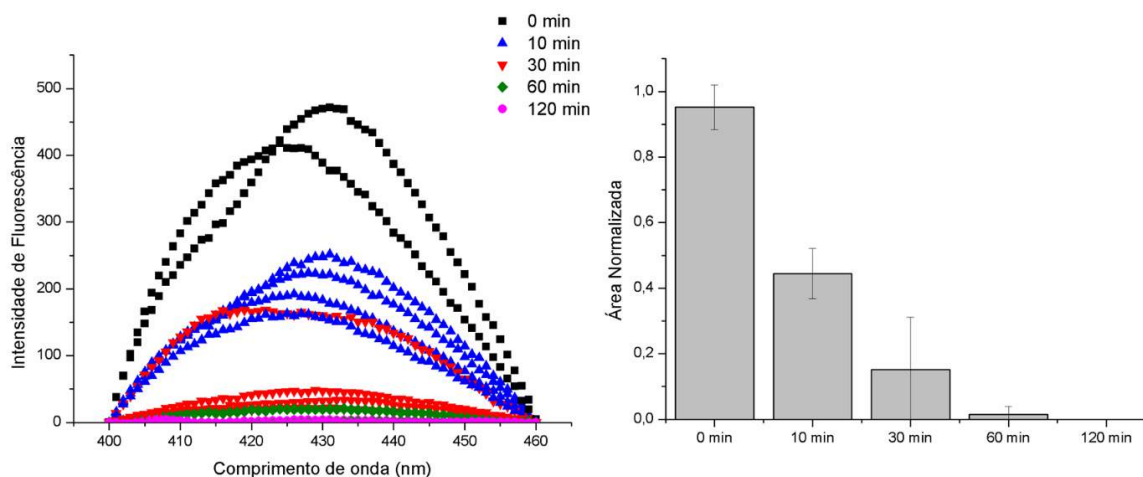 0 min
10 min
30 min
60 min
120 min
Intensidade de Fluorescência
500
400
300
200
100
0
400 410 420 430 440 450 460
Comprimento de onda (nm)
Área Normalizada
1,0
0,8
0,6
0,4
0,2
0,0
0 min 10 min 30 min 60 min 120 min